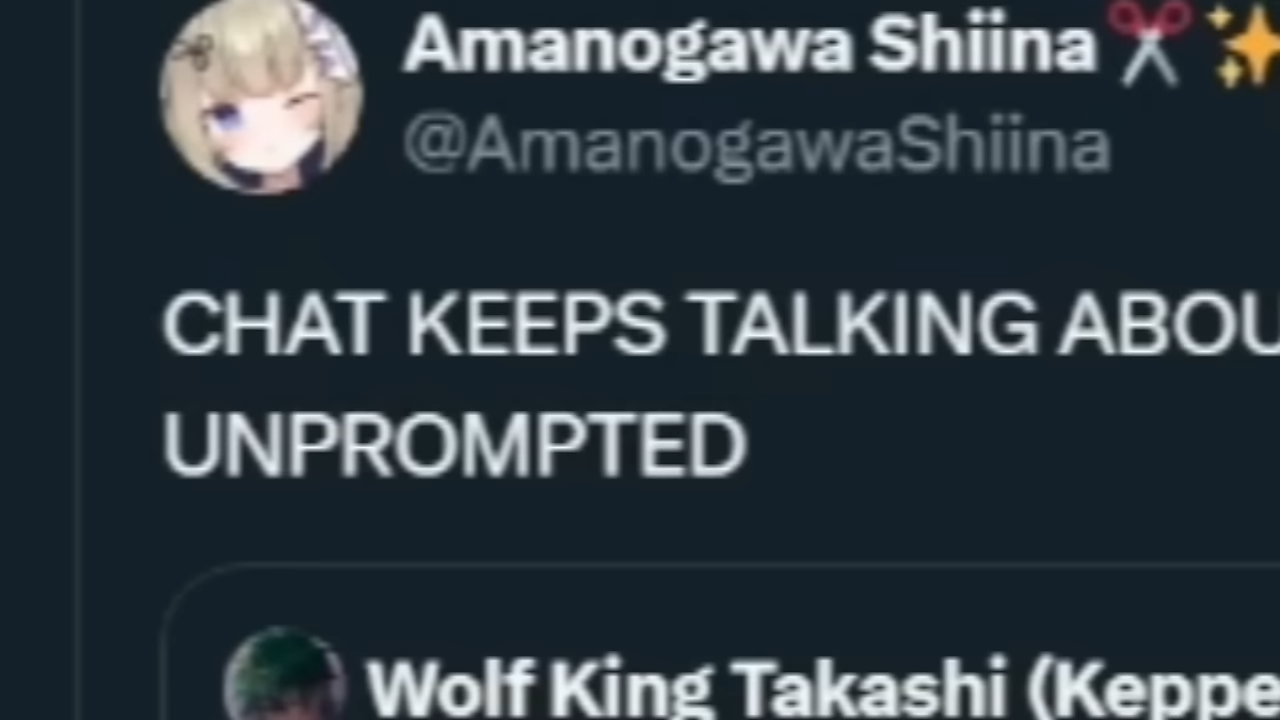 Amanogawa Shiina
@AmanogawaShiina
CHAT KEEPS TALKING
UNPROMPTED
Wolf King Takashi